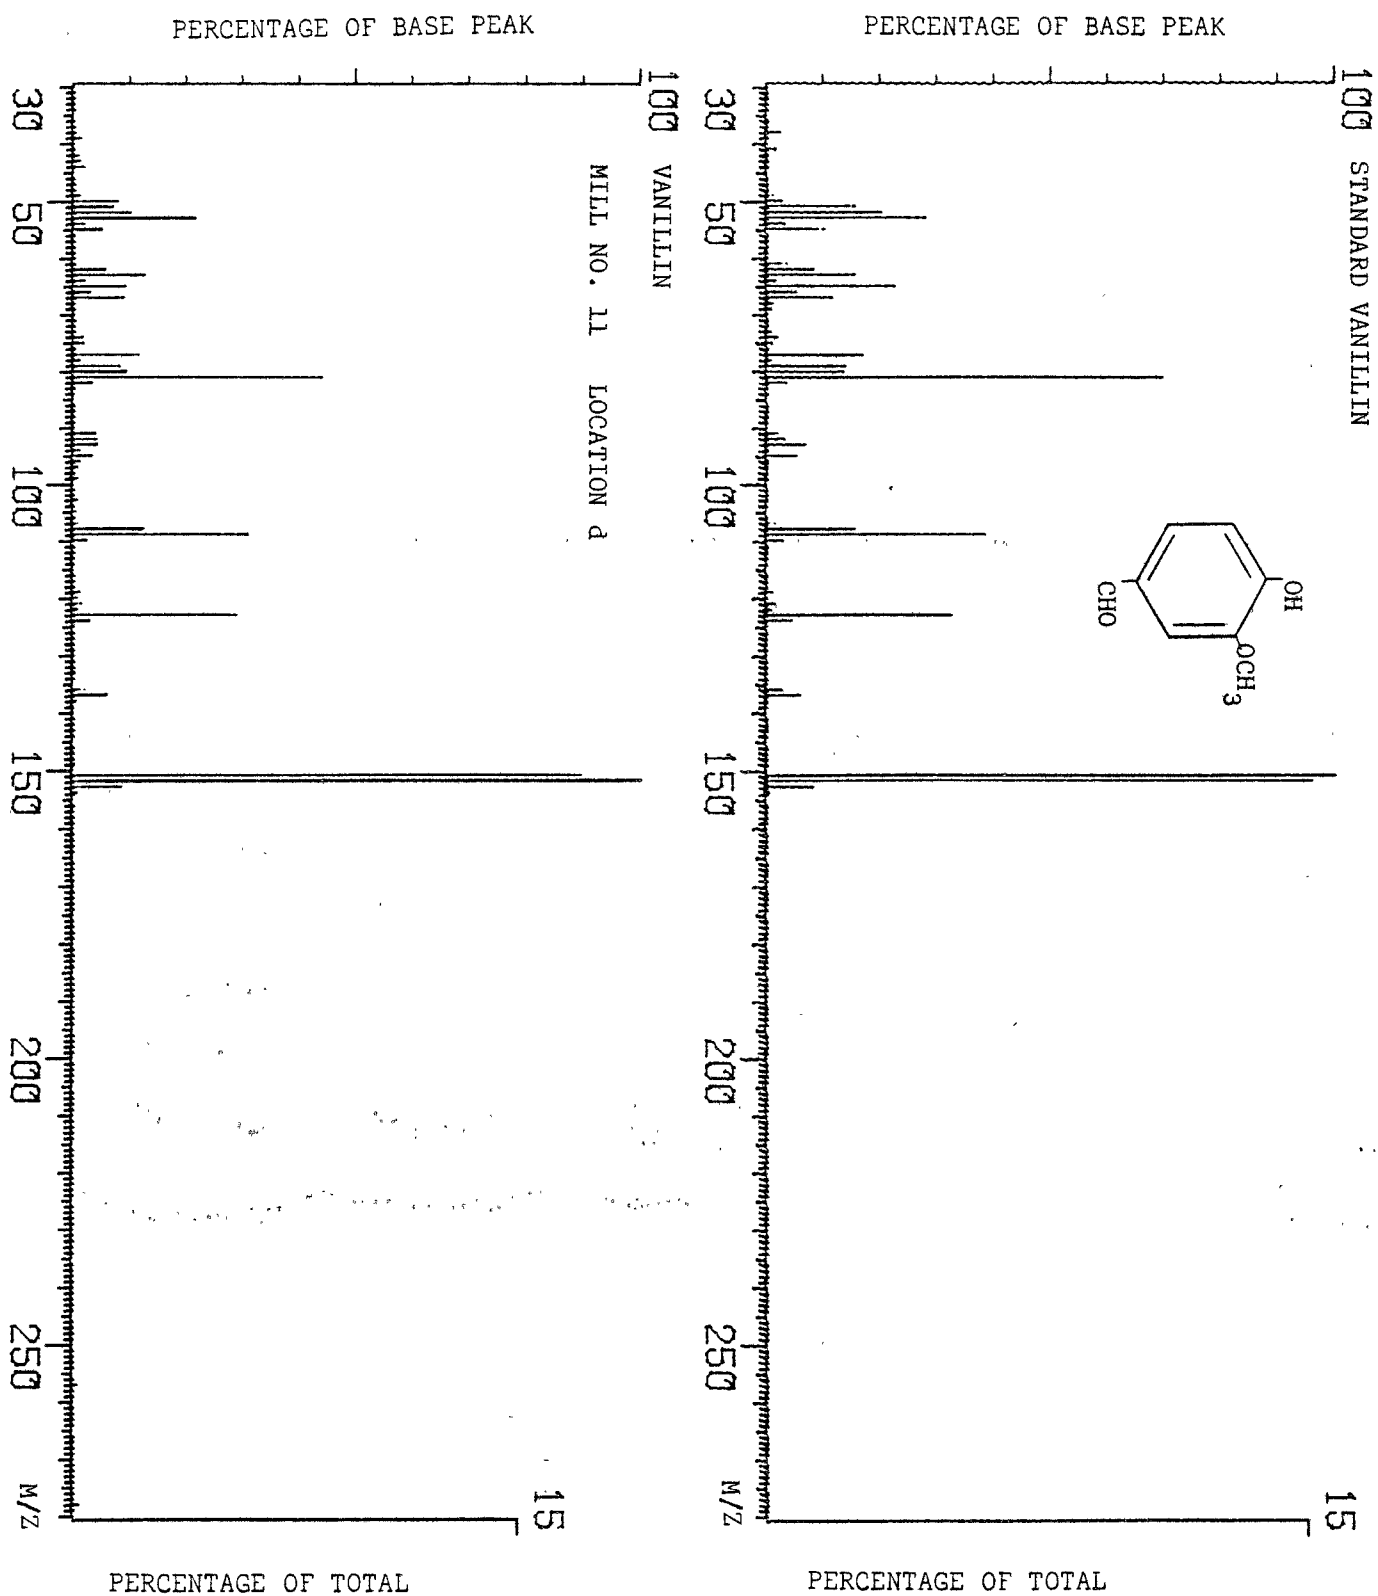 STANDARD VANILLIN
PERCENTAGE OF BASE PEAK
100
OH
OCH3
CHO
30
50
100
150
200
250
M/Z
15
PERCENTAGE OF TOTAL
VANILLIN
MILL NO. 11, LOCATION d
PERCENTAGE OF BASE PEAK
100
30
50
100
150
200
250
M/Z
15
PERCENTAGE OF TOTAL